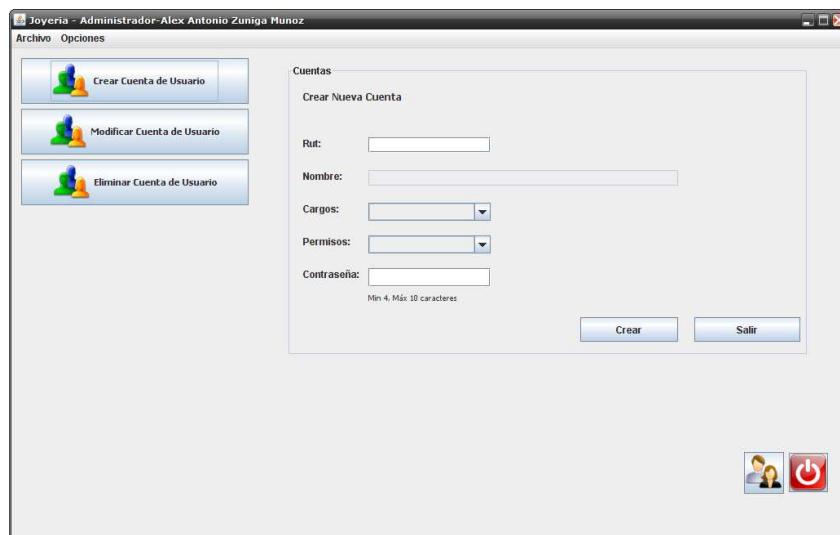 Joyeria - Administrador-Alex Antonio Zuniga Munoz
Archivo Opciones
Crear Cuenta de Usuario
Modificar Cuenta de Usuario
Eliminar Cuenta de Usuario
Cuentas
Crear Nueva Cuenta
Rut:
Nombre:
Cargos:
Permisos:
Contraseña:
Min 4, Máx 10 caracteres
Crear
Salir